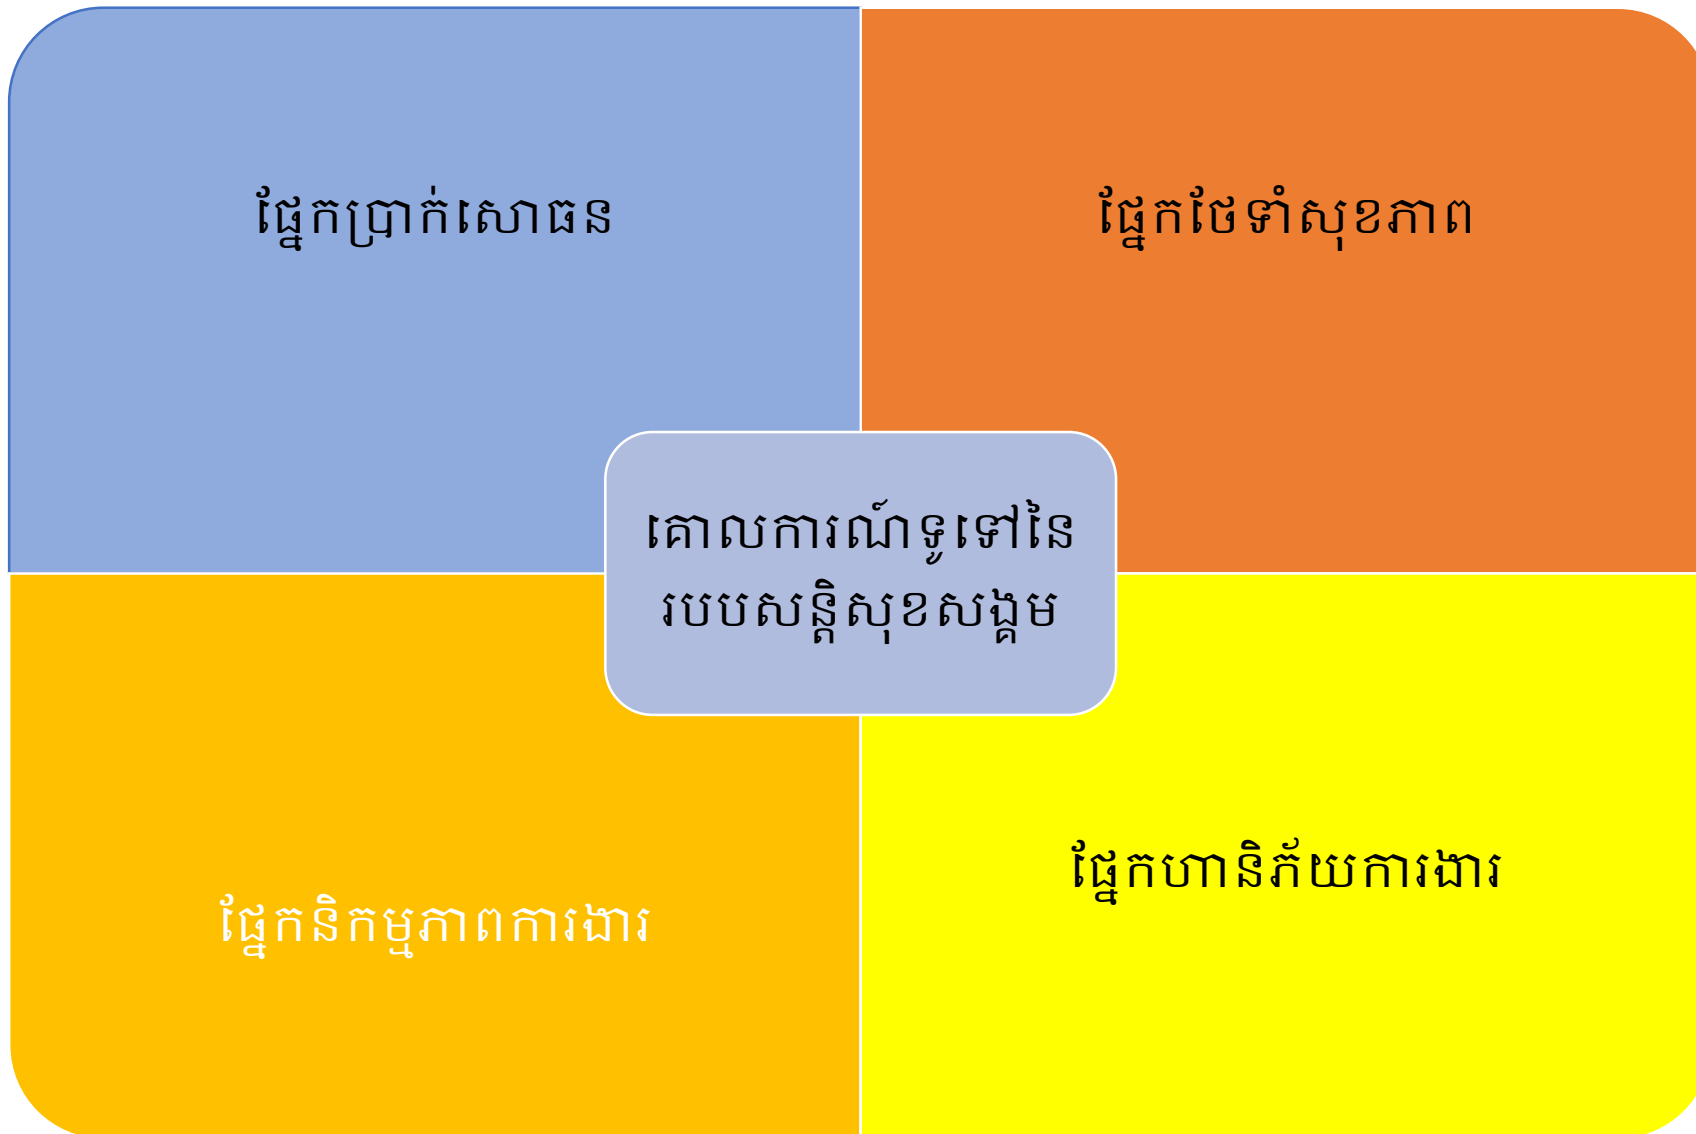 ផ្នែកប្រាក់សោធន
ផ្នែកថែទាំសុខភាព
គោលការណ៍ទូទៅនៃ
របបសន្តិសុខសង្គម
ផ្នែកនិកម្មភាពការងារ
ផ្នែកហានិភ័យការងារ